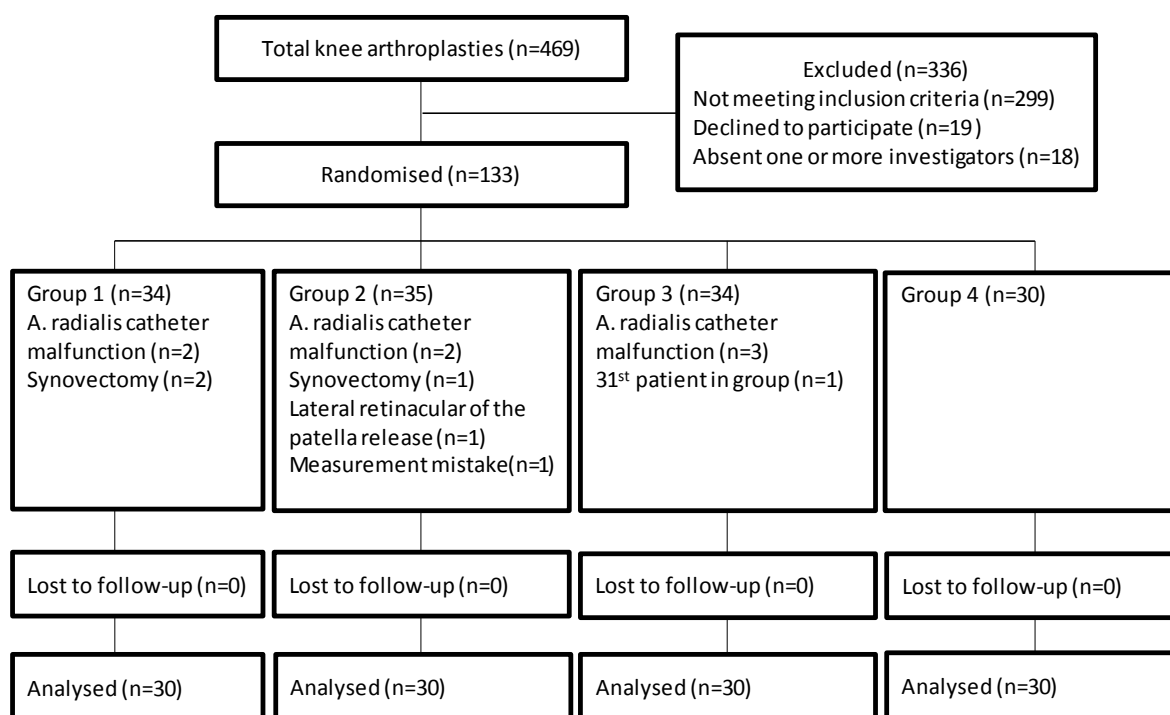 Total knee arthroplasties (n=469)
Excluded (n=336)
Not meeting inclusion criteria (n=299)
Declined to participate (n=19)
Absent one or more investigators (n=18)
Randomised (n=133)
Group 1 (n=34)
A. radialis catheter
malfunction (n=2)
Synovectomy (n=2)
Group 2 (n=35)
A. radialis catheter
malfunction (n=2)
Synovectomy (n=1)
Lateral retinacular of the
patella release (n=1)
Measurement mistake(n=1)
Group 3 (n=34)
A. radialis catheter
malfunction (n=3)
31st patient in group (n=1)
Group 4 (n=30)
Lost to follow-up (n=0)
Lost to follow-up (n=0)
Lost to follow-up (n=0)
Lost to follow-up (n=0)
Analysed (n=30)
Analysed (n=30)
Analysed (n=30)
Analysed (n=30)